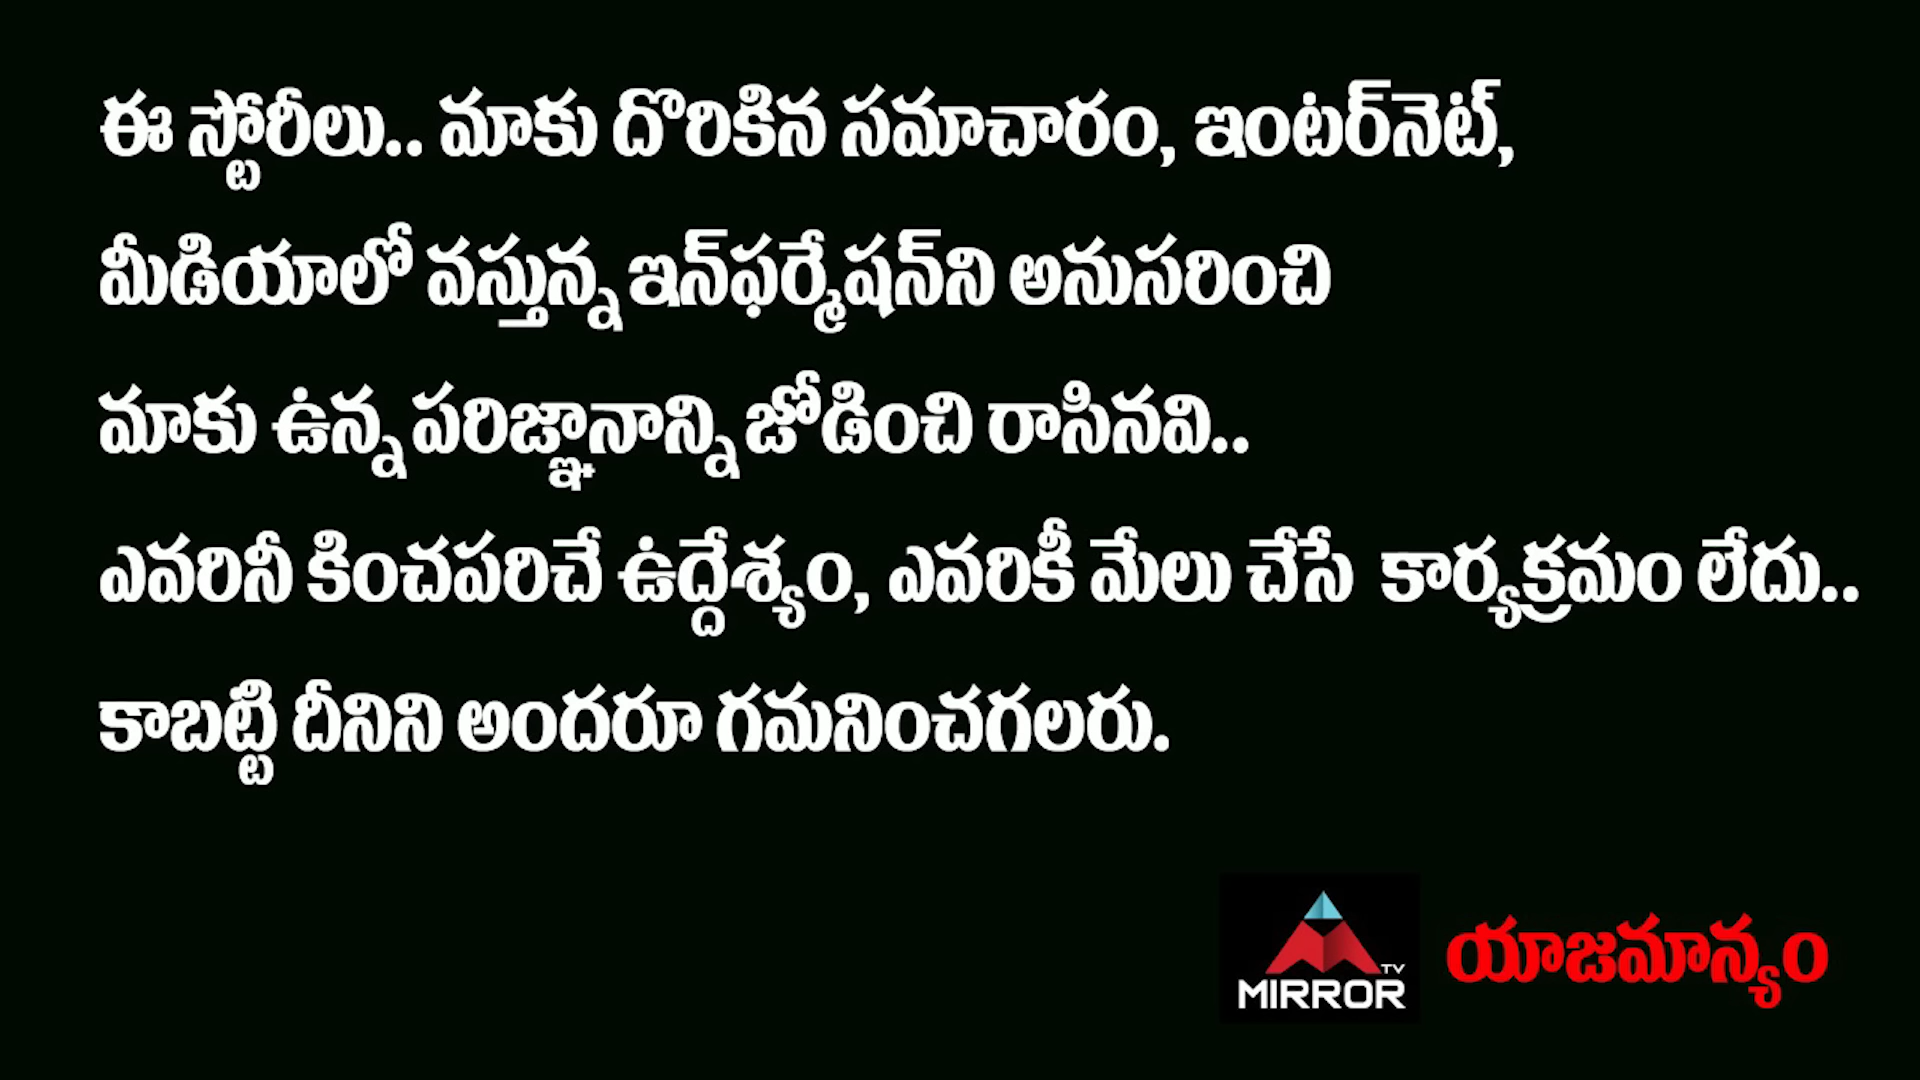 ఈ స్టోరీలు.. మాకు దొరికిన సమాచారం, ఇంటర్‌నెట్,
మీడియాలో వస్తున్న ఇన్‌ఫర్మేషన్‌ని అనుసరించి
మాకు ఉన్న పరిజ్ఞానాన్ని జోడించి రాసినవి..
ఎవరినీ కించపరిచే ఉద్దేశ్యం, ఎవరికీ మేలు చేసే కార్యక్రమం లేదు..
కాబట్టి దీనిని అందరూ గమనించగలరు.
TV
MIRROR
యాజమాన్యం